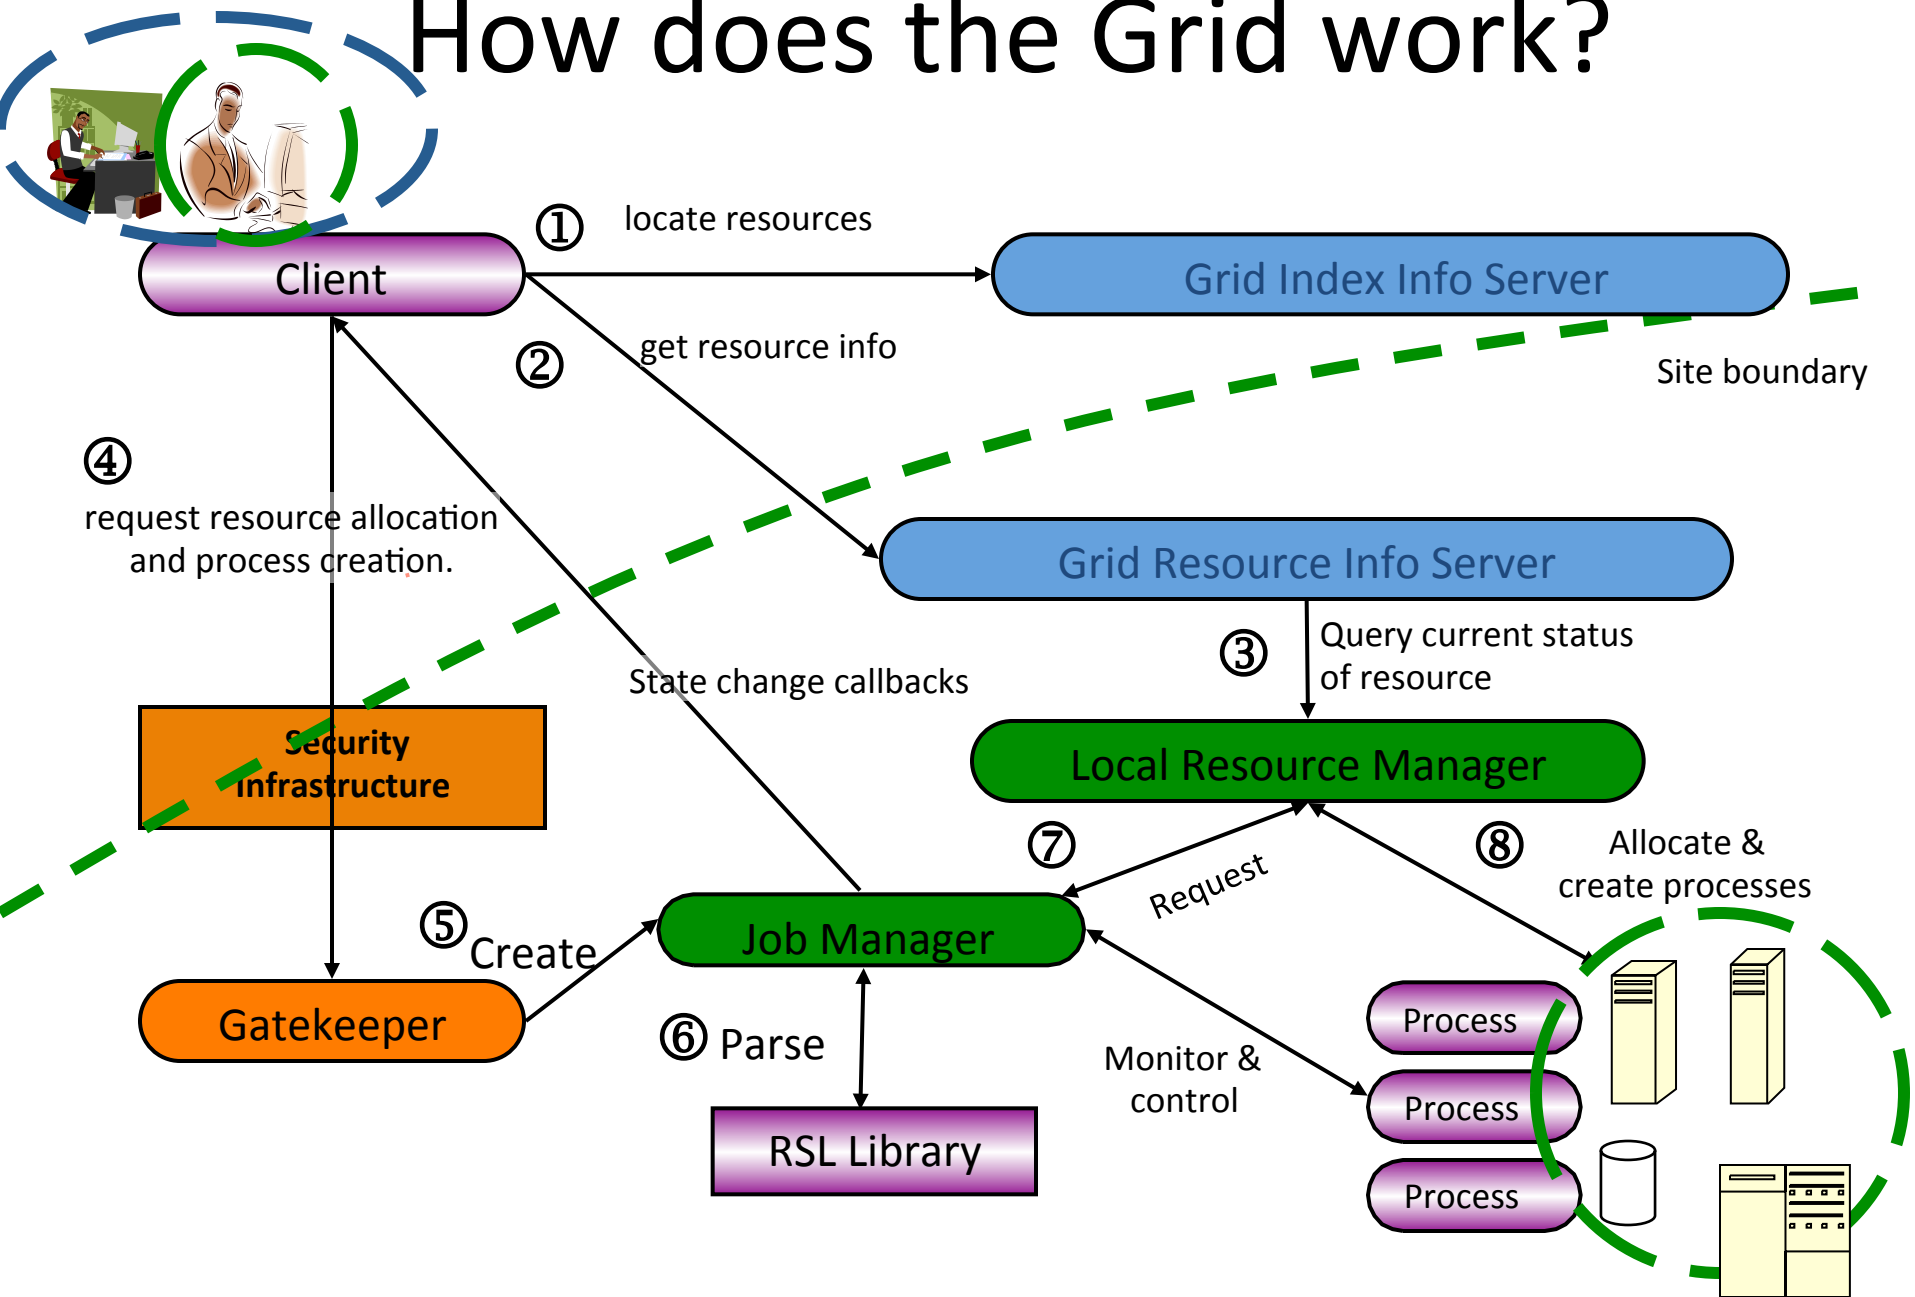 How does the Grid work?
① locate resources
Client
Grid Index Info Server
② get resource info
Site boundary
④
request resource allocation
and process creation.
Grid Resource Info Server
③ Query current status
of resource
State change callbacks
Security
Infrastructure
Local Resource Manager
⑦ Request
⑧ Allocate &
create processes
⑤ Create
Job Manager
Gatekeeper
⑥ Parse
Monitor &
control
Process
Process
Process
RSL Library